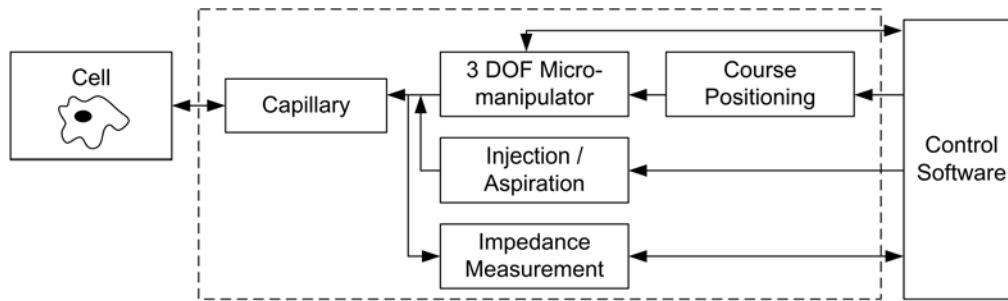 Cell
Capillary
3 DOF Micro-
manipulator
Course
Positioning
Injection /
Aspiration
Impedance
Measurement
Control
Software